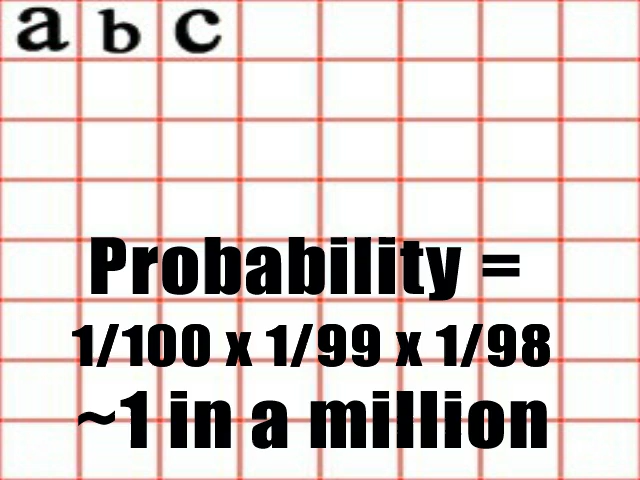 a b c
Probability =
1/100 x 1/99 x 1/98
~1 in a million